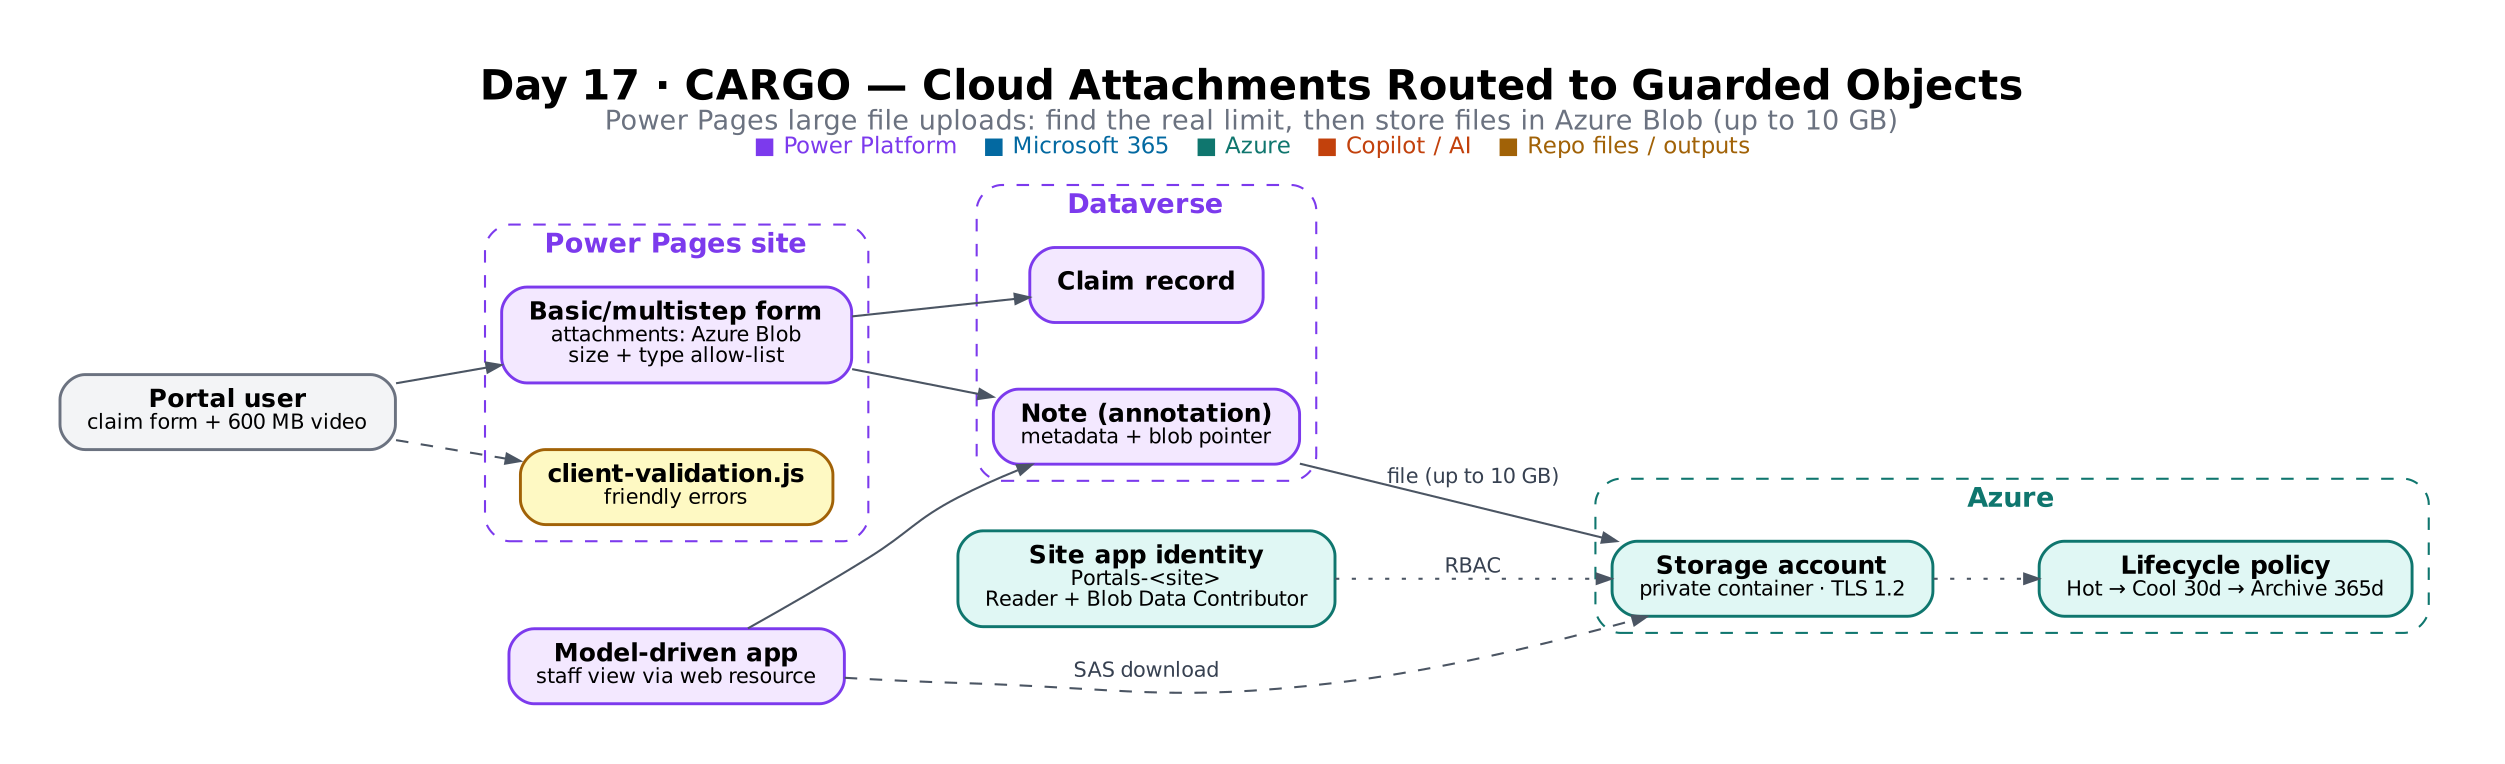 Day 17 · CARGO — Cloud Attachments Routed to Guarded Objects
Power Pages large file uploads: find the real limit, then store files in Azure Blob (up to 10 GB)
Power Platform Microsoft 365 Azure Copilot / AI Repo files / outputs
Power Pages site
Basic/multistep form
attachments: Azure Blob
size + type allow-list
Portal user
claim form + 600 MB video
client-validation.js
friendly errors
Dataverse
Claim record
Note (annotation)
metadata + blob pointer
file (up to 10 GB)
Site app identity
Portals-<site>
Reader + Blob Data Contributor
RBAC
Model-driven app
staff view via web resource
SAS download
Azure
Storage account
private container · TLS 1.2
Lifecycle policy
Hot → Cool 30d → Archive 365d